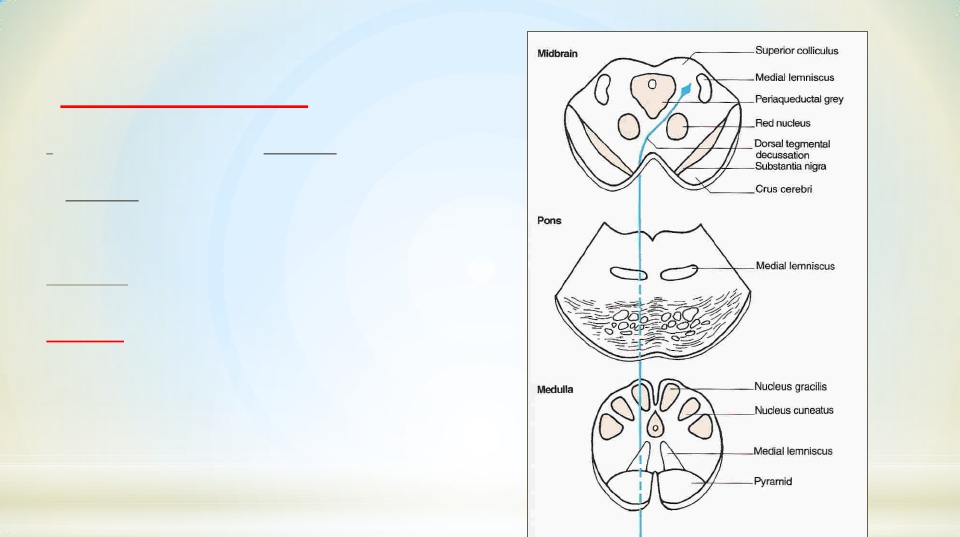 Midbrain
Superior colliculus
Medial lemniscus
Periaqueductal grey
Red nucleus
Dorsal tegmental
decussation
Substantia nigra
Crus cerebri
Pons
Medial lemniscus
Medulla
Nucleus gracilis
Nucleus cuneatus
Medial lemniscus
Pyramid